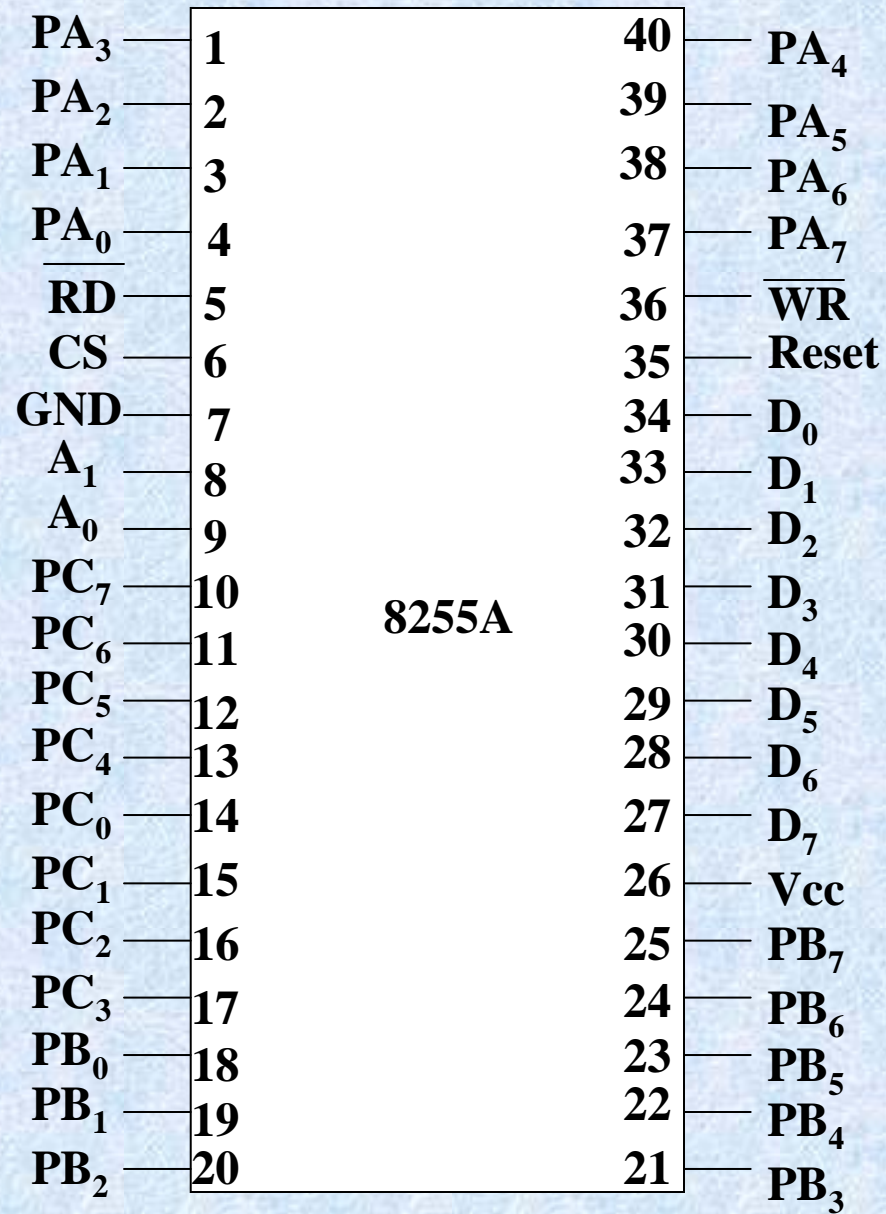 PA₃ 1 40 PA₄
PA₂ 2 39 PA₅
PA₁ 3 38 PA₆
PA₀ 4 37 PA₇
R̅D̅ 5 36 W̅R̅
CS 6 35 Reset
GND 7 34 D₀
A₁ 8 33 D₁
A₀ 9 32 D₂
PC₇ 10 31 D₃
PC₆ 11 30 D₄
PC₅ 12 29 D₅
PC₄ 13 28 D₆
PC₀ 14 27 D₇
PC₁ 15 26 Vcc
PC₂ 16 25 PB₇
PC₃ 17 24 PB₆
PB₀ 18 23 PB₅
PB₁ 19 22 PB₄
PB₂ 20 21 PB₃
8255A